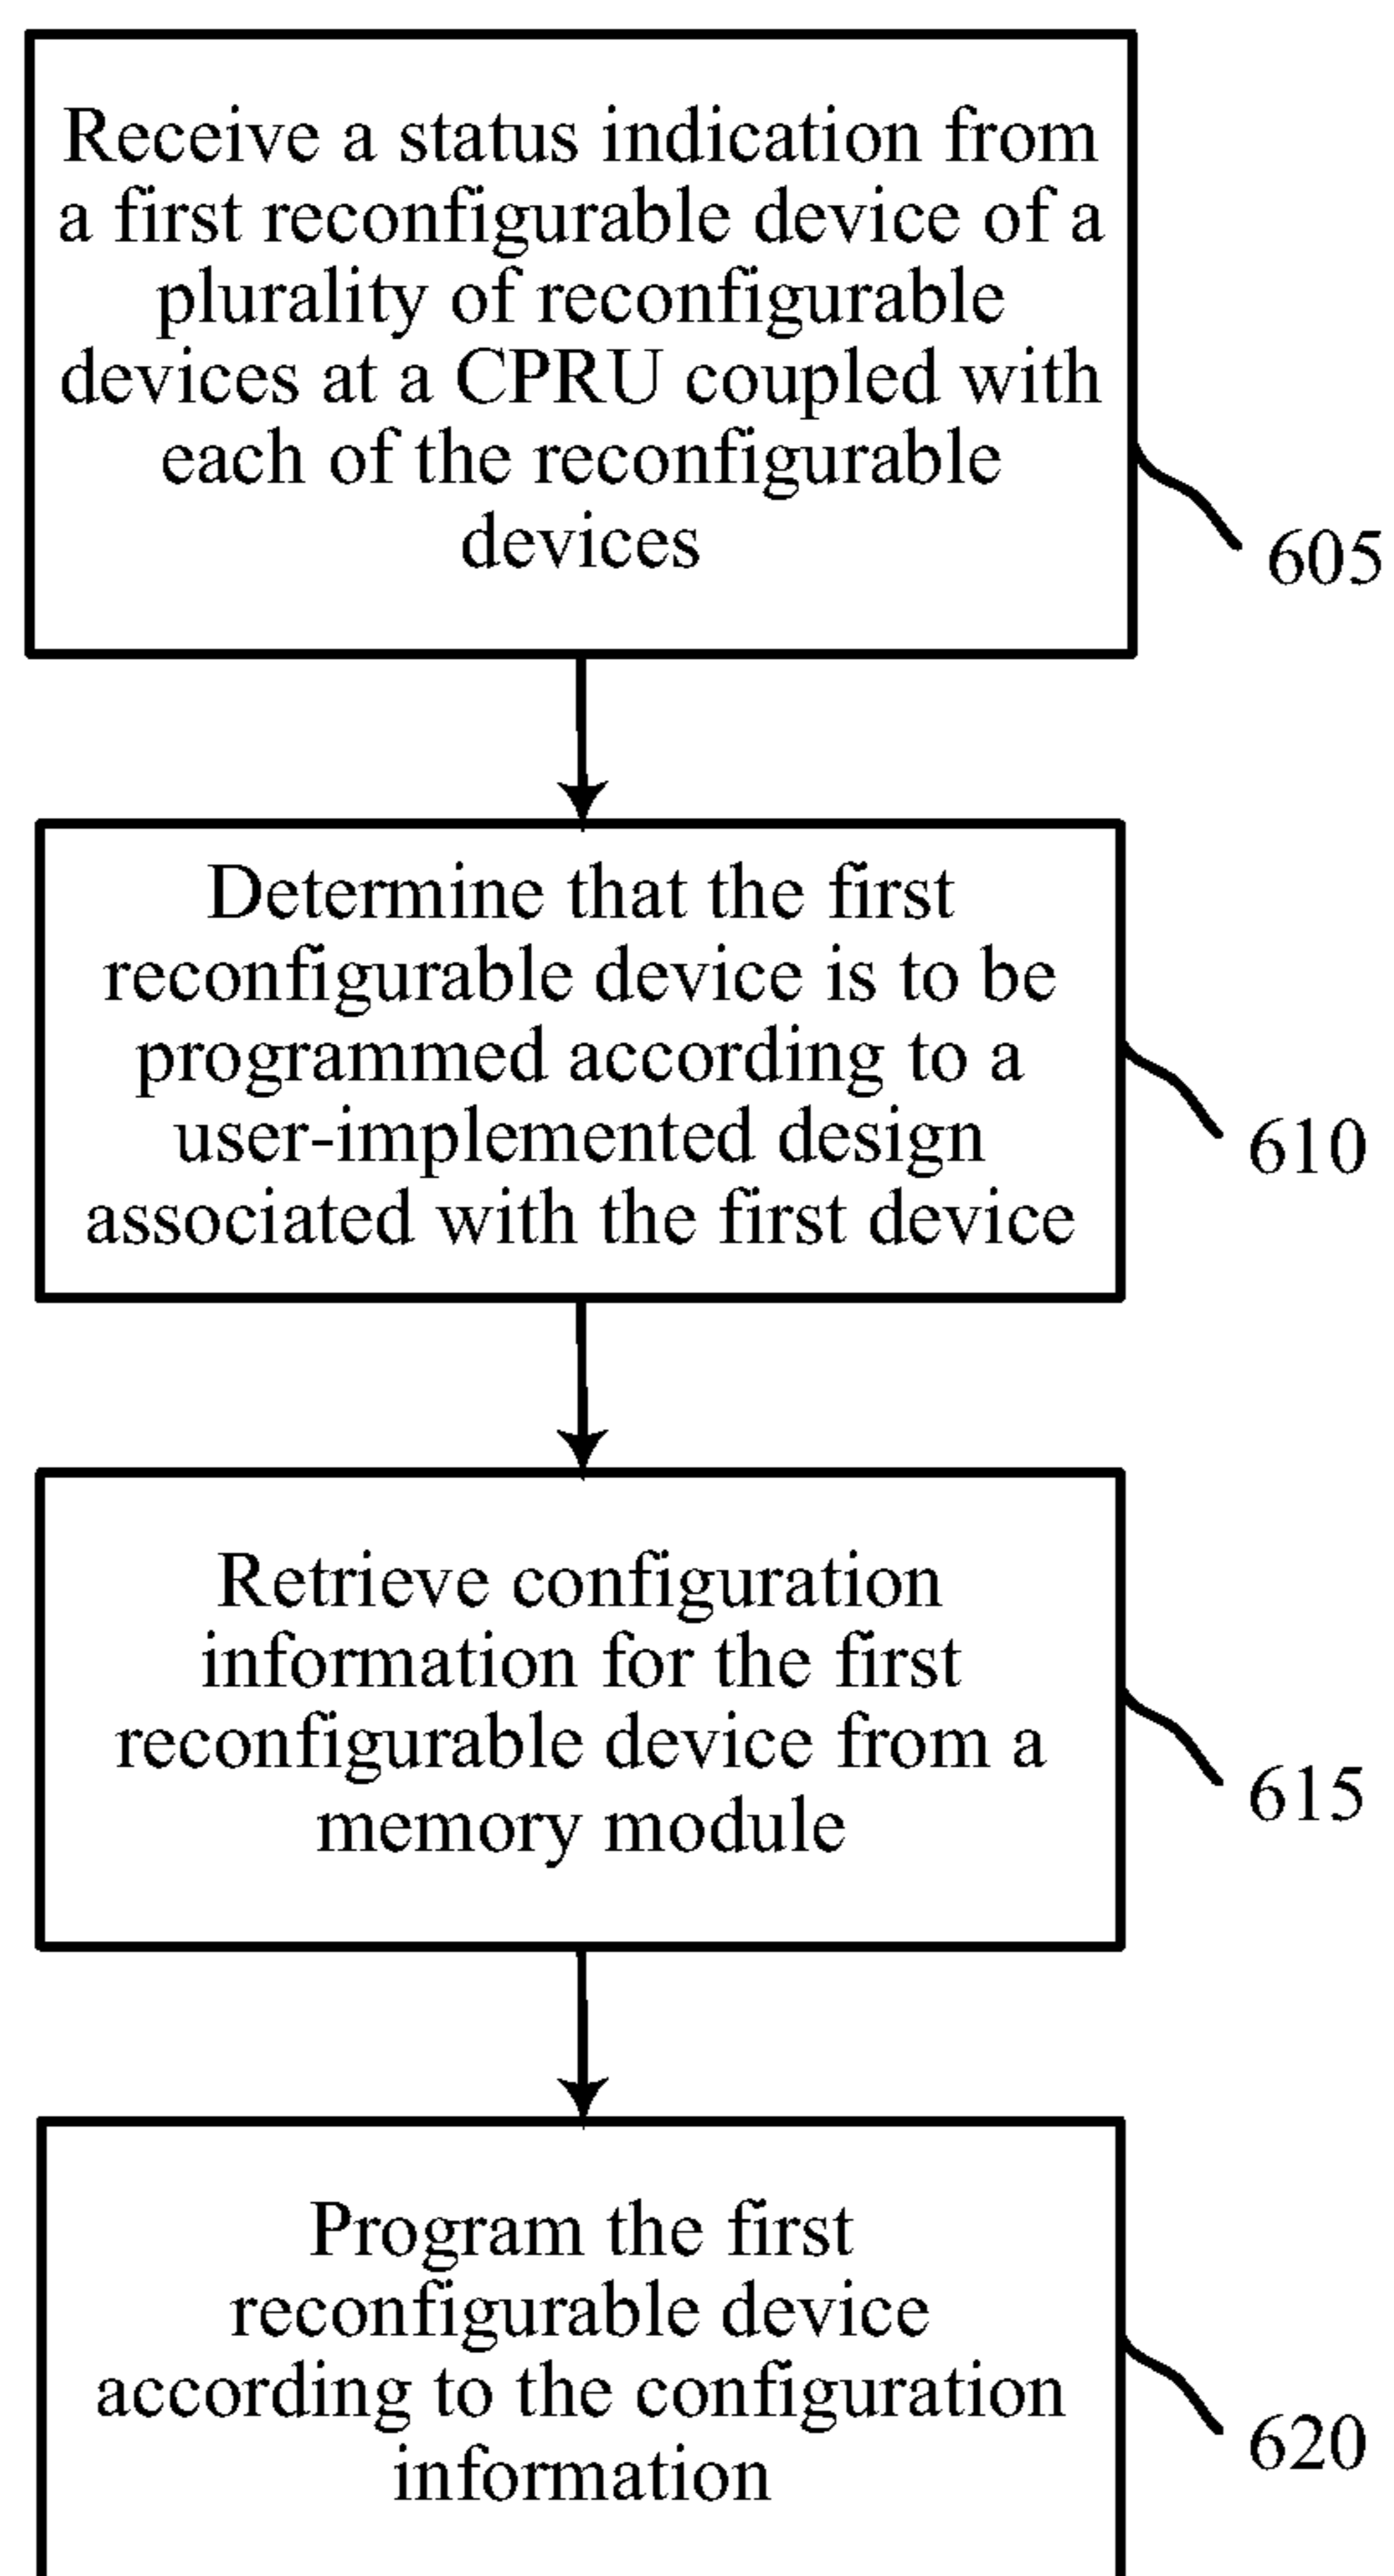 Receive a status indication from
a first reconfigurable device of a
plurality of reconfigurable
devices at a CPRU coupled with
each of the reconfigurable
devices
605
Determine that the first
reconfigurable device is to be
programmed according to a
user-implemented design
associated with the first device
610
Retrieve configuration
information for the first
reconfigurable device from a
memory module
615
Program the first
reconfigurable device
according to the configuration
information
620